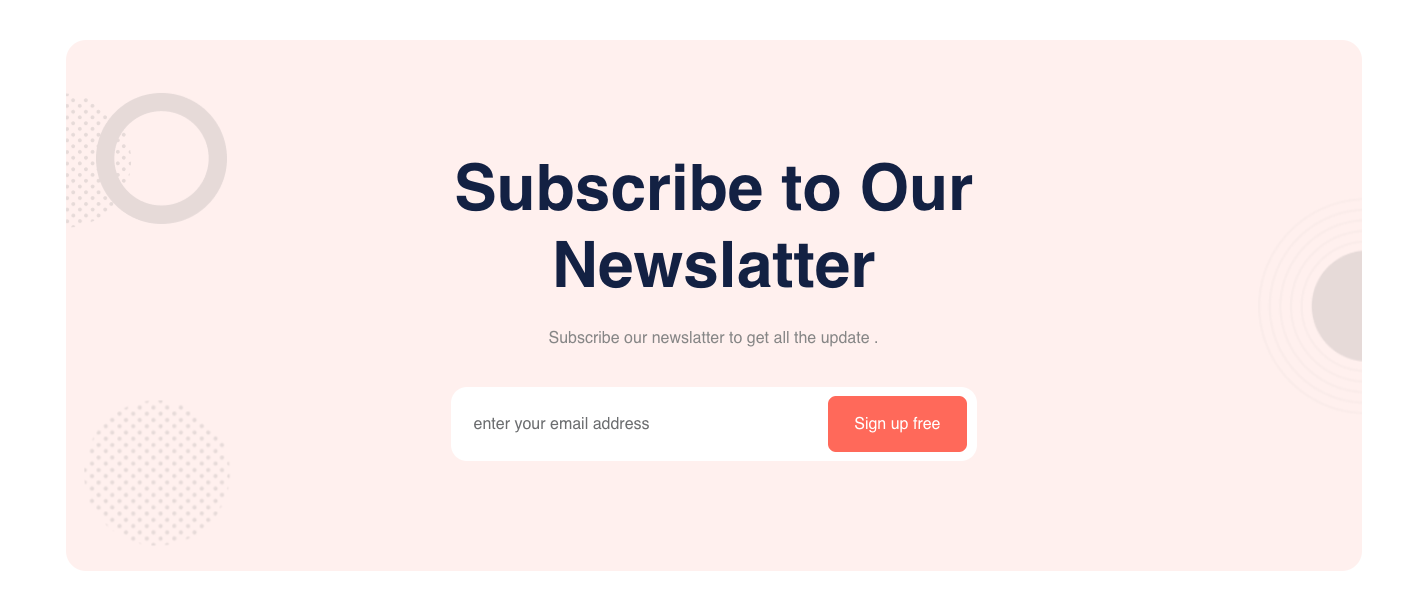 Subscribe to Our
Newslatter
Subscribe our newslatter to get all the update .
enter your email address
Sign up free